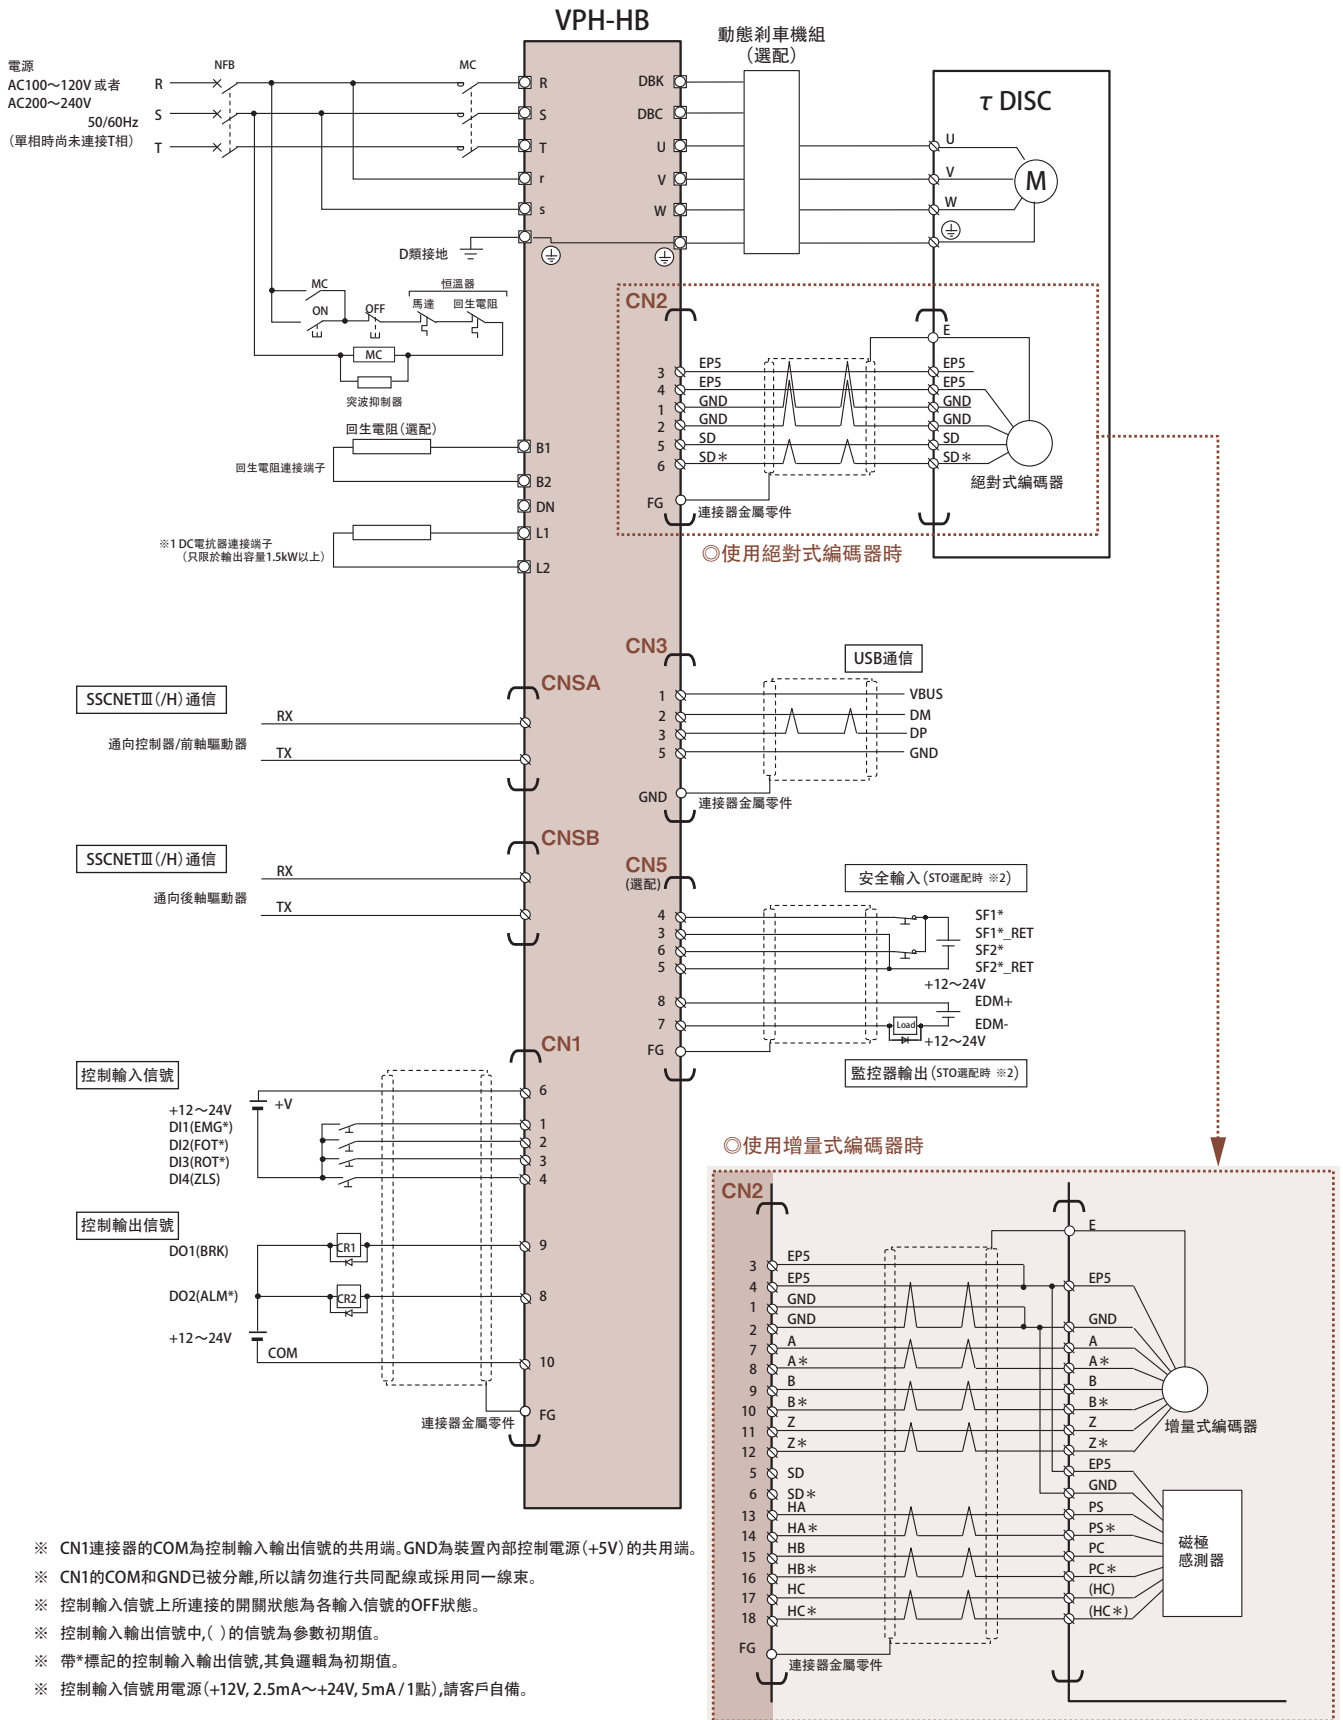 VPH-HB
動態剎車機組
（選配）
電源
AC100～120V 或者
AC200～240V
50/60Hz
（單相時尚未連接T相）
NFB
MC
R
S
T
R
S
T
r
s
D類接地
DBK
DBC
U
V
W
τ DISC
U
V
W
M
MC
ON
OFF
恒溫器
馬達
回生電阻
MC
突波抑制器
回生電阻（選配）
回生電阻連接端子
B1
B2
DN
※1 DC電抗器連接端子
（只限於輸出容量1.5kW以上）
L1
L2
CN2
E
3 EP5 EP5
4 EP5 EP5
1 GND GND
2 GND GND
5 SD SD
6 SD＊ SD＊
FG
連接器金屬零件
絕對式編碼器
◎使用絕對式編碼器時
CN3
USB通信
1 VBUS
2 DM
3 DP
5 GND
GND
連接器金屬零件
CNSA
SSCNETⅢ（/H）通信
RX
通向控制器/前軸驅動器
TX
CNSB
SSCNETⅢ（/H）通信
RX
通向後軸驅動器
TX
CN5
(選配)
安全輸入（STO選配時 ※2）
4 SF1*
3 SF1*_RET
6 SF2*
5 SF2*_RET
+12～24V
8 EDM+
7 Load EDM-
+12～24V
FG
監控器輸出（STO選配時 ※2）
CN1
控制輸入信號
6
+12～24V +V
DI1(EMG*) 1
DI2(FOT*) 2
DI3(ROT*) 3
DI4(ZLS) 4
控制輸出信號
DO1(BRK) CR1 9
DO2(ALM*) CR2 8
+12～24V
COM 10
連接器金屬零件
FG
◎使用增量式編碼器時
CN2
E
3 EP5
4 EP5 EP5
1 GND
2 GND GND
7 A A
8 A＊ A＊
9 B B
10 B＊ B＊
11 Z Z
12 Z＊ Z＊
增量式編碼器
5 SD EP5
6 SD＊ GND
13 HA PS
14 HA＊ PS＊
15 HB PC
16 HB＊ PC＊
17 HC (HC)
18 HC＊ (HC＊)
磁極
感測器
FG
連接器金屬零件
※ CN1連接器的COM為控制輸入輸出信號的共用端。GND為裝置內部控制電源（+5V）的共用端。
※ CN1的COM和GND已被分離,所以請勿進行共同配線或採用同一線束。
※ 控制輸入信號上所連接的開關狀態為各輸入信號的OFF狀態。
※ 控制輸入輸出信號中,( )的信號為參數初期值。
※ 帶*標記的控制輸入輸出信號,其負邏輯為初期值。
※ 控制輸入信號用電源（+12V, 2.5mA～+24V, 5mA / 1點）,請客戶自備。